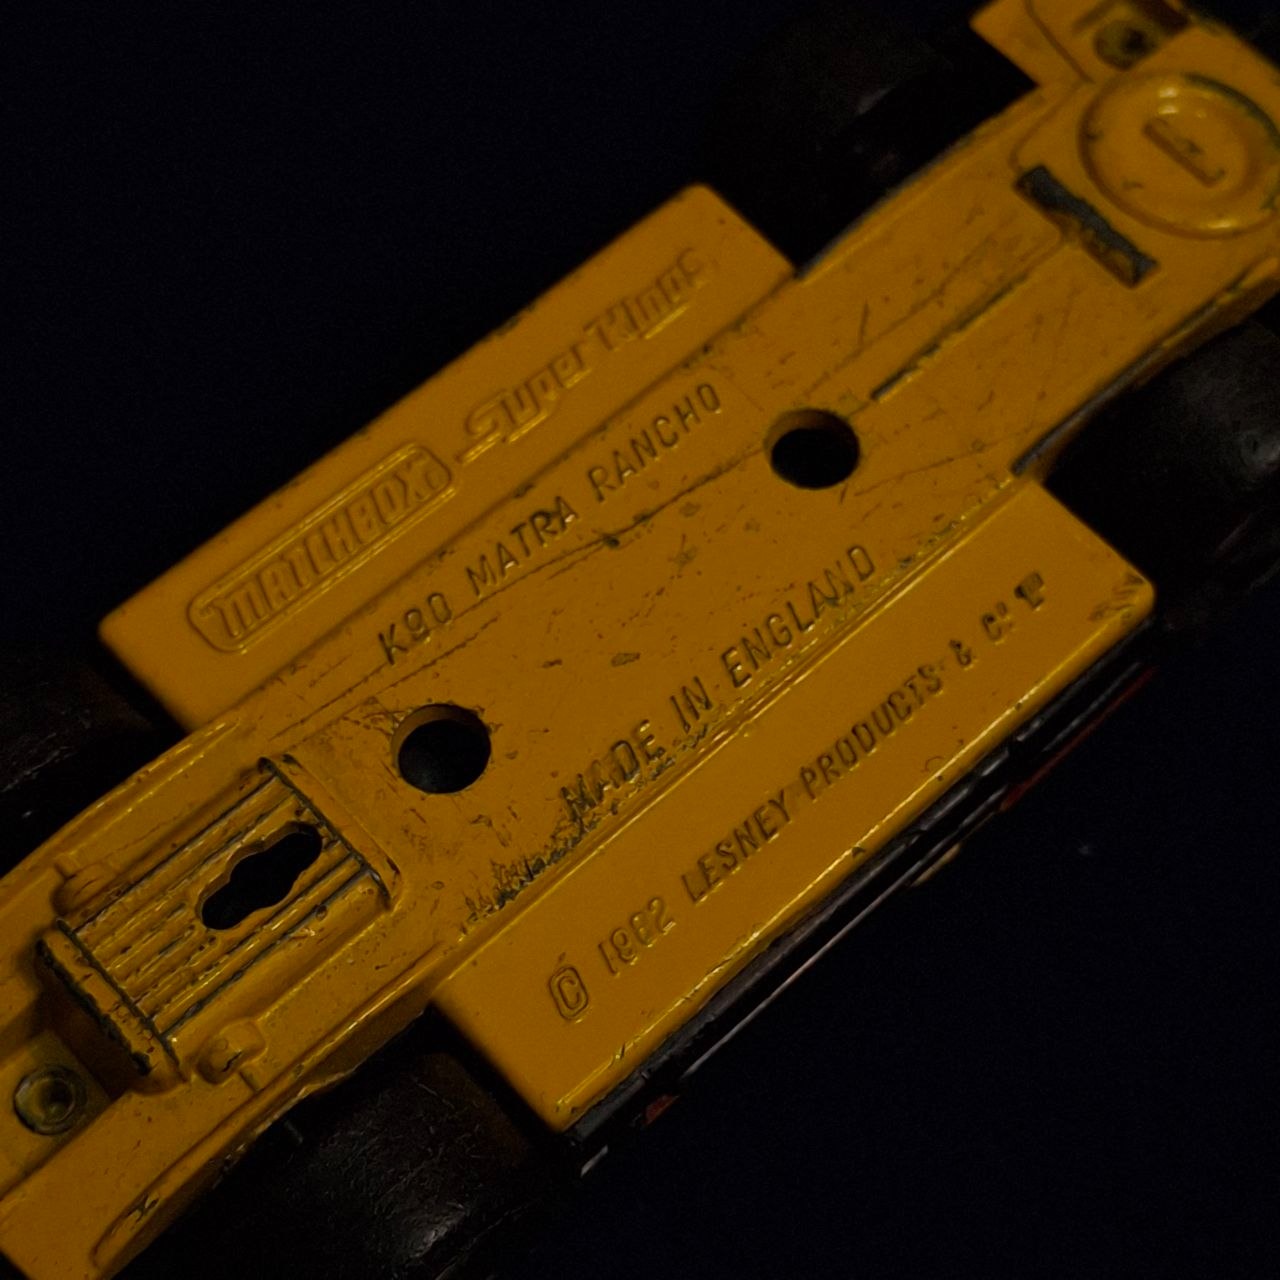 MATCHBOX Super Kings
K90 MATRA RANCHO
MADE IN ENGLAND
© 1982 LESNEY PRODUCTS & Cº Lᵀᴰ